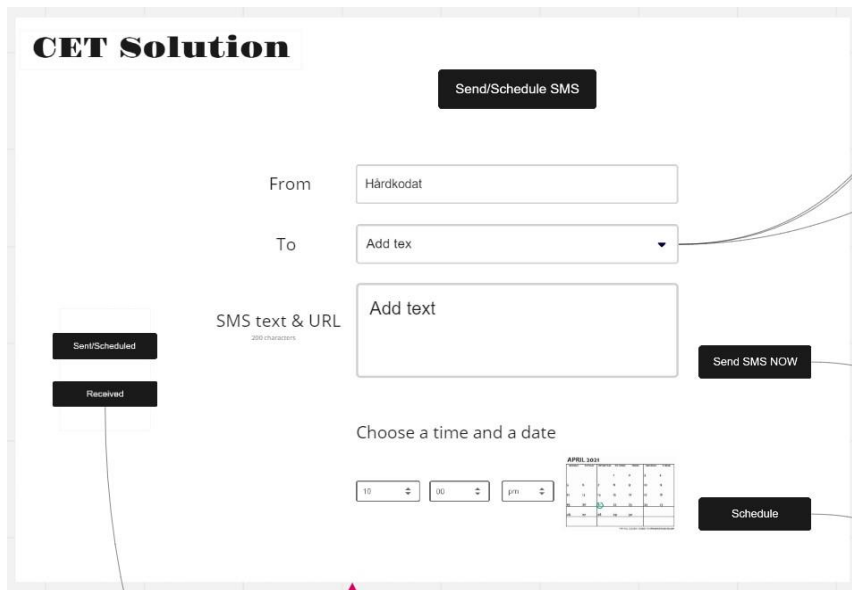 CET Solution
Send/Schedule SMS
From
Hårdkodat
To
Add tex
SMS text & URL
200 characters
Add text
Sent/Scheduled
Received
Send SMS NOW
Choose a time and a date
10
00
pm
APRIL 2021
Schedule